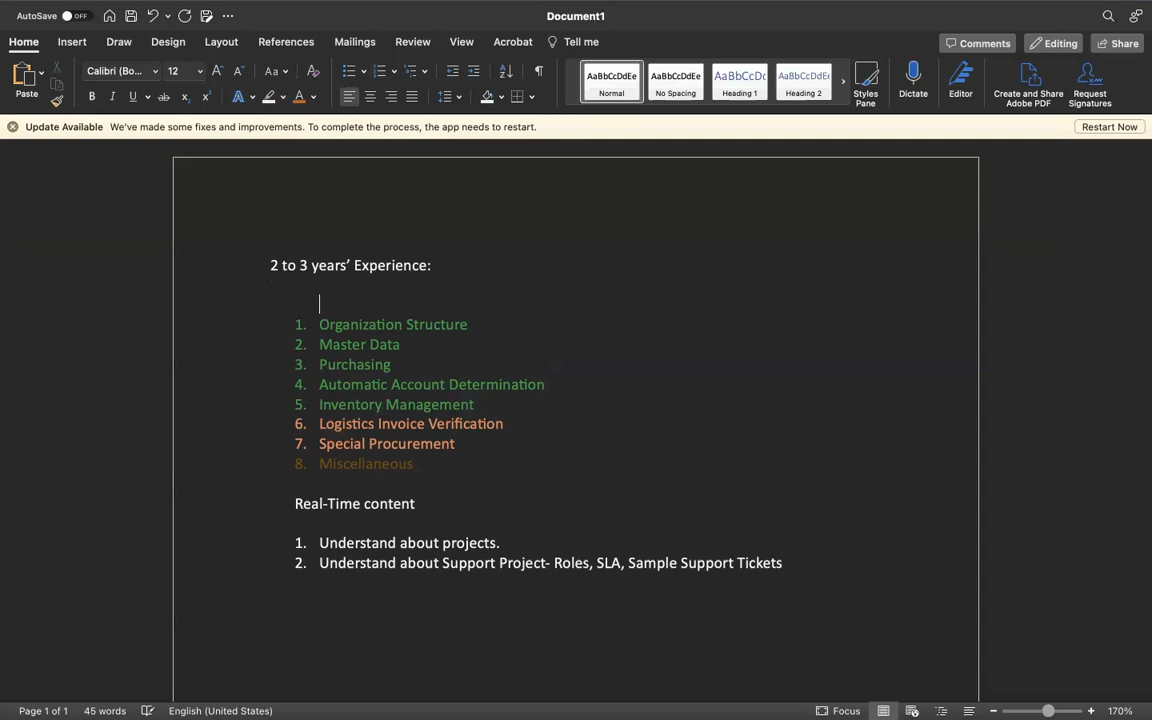 AutoSave OFF Document1
Home Insert Draw Design Layout References Mailings Review View Acrobat Tell me Comments Editing Share
Paste Calibri (Bo... 12 Aa AaBbCcDdEe Normal AaBbCcDdEe No Spacing AaBbCcDc Heading 1 AaBbCcDdEe Heading 2 Styles Pane Dictate Editor Create and Share Adobe PDF Request Signatures
Update Available We've made some fixes and improvements. To complete the process, the app needs to restart. Restart Now
2 to 3 years’ Experience:
1. Organization Structure
2. Master Data
3. Purchasing
4. Automatic Account Determination
5. Inventory Management
6. Logistics Invoice Verification
7. Special Procurement
8. Miscellaneous
Real-Time content
1. Understand about projects.
2. Understand about Support Project- Roles, SLA, Sample Support Tickets
Page 1 of 1 45 words English (United States) Focus 170%